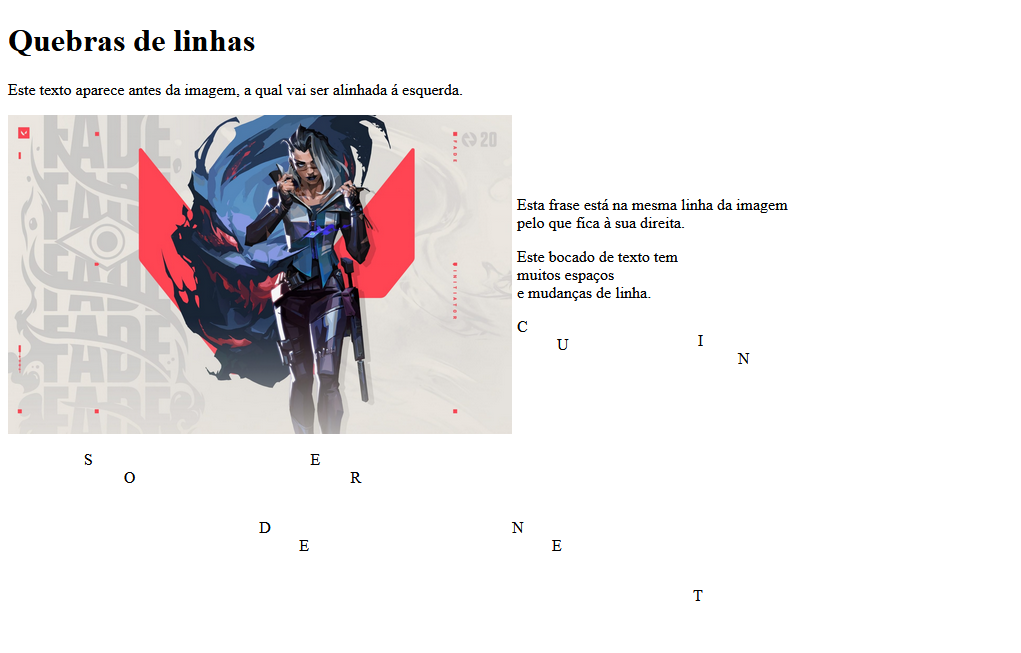 Quebras de linhas
Este texto aparece antes da imagem, a qual vai ser alinhada á esquerda.
FADE
FADE
FADE
FADE
FADE
FADE
20
INITIATOR
Esta frase está na mesma linha da imagem
pelo que fica à sua direita.
Este bocado de texto tem
muitos espaços
e mudanças de linha.
C
U
I
N
S
O
E
R
D
E
N
E
T